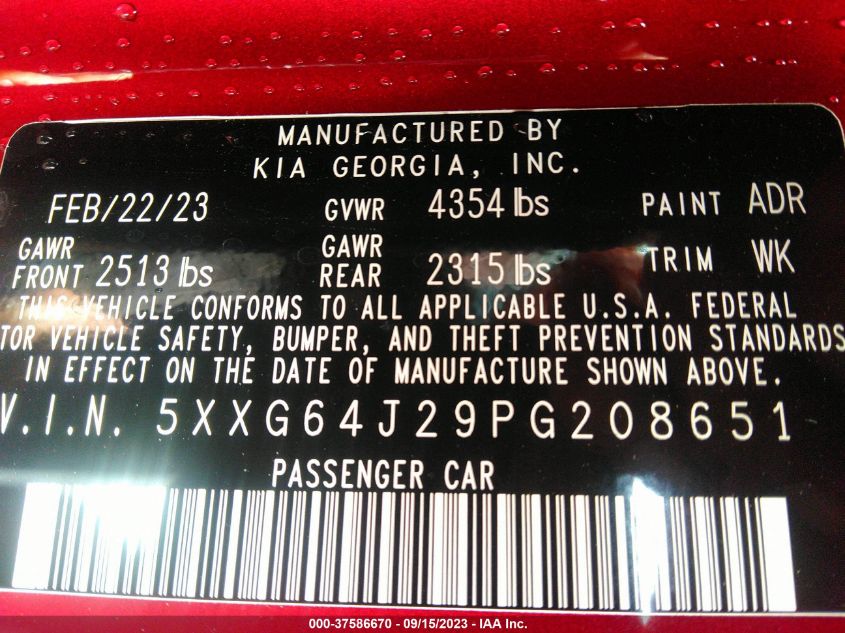 MANUFACTURED BY
KIA GEORGIA, INC.
FEB/22/23 GVWR 4354 lbs PAINT ADR
GAWR FRONT 2513 lbs GAWR REAR 2315 lbs TRIM WK
THIS VEHICLE CONFORMS TO ALL APPLICABLE U.S.A. FEDERAL
TOR VEHICLE SAFETY, BUMPER, AND THEFT PREVENTION STANDARDS
IN EFFECT ON THE DATE OF MANUFACTURE SHOWN ABOVE.
V.I.N. 5XXG64J29PG208651
PASSENGER CAR
000-37586670 - 09/15/2023 - IAA Inc.